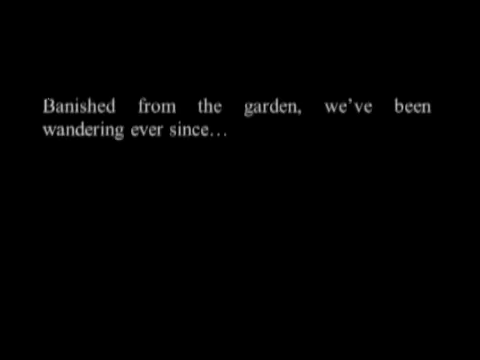 Banished from the garden, we’ve been
wandering ever since…